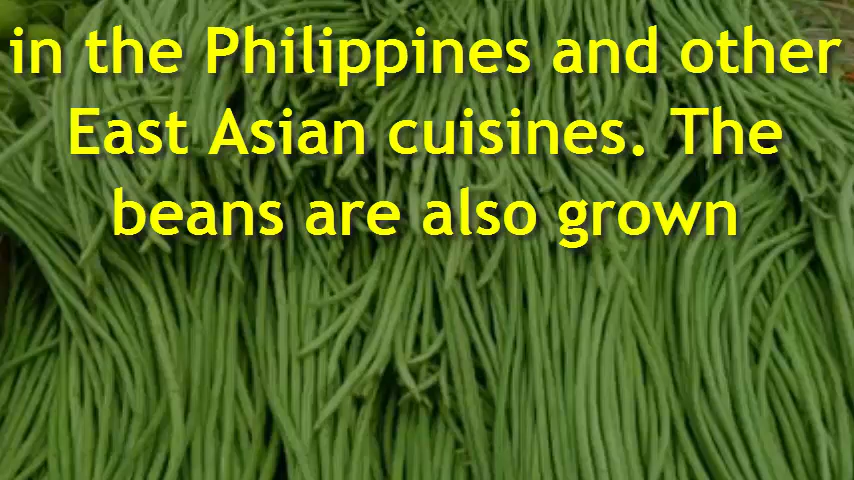 in the Philippines and other
East Asian cuisines. The
beans are also grown